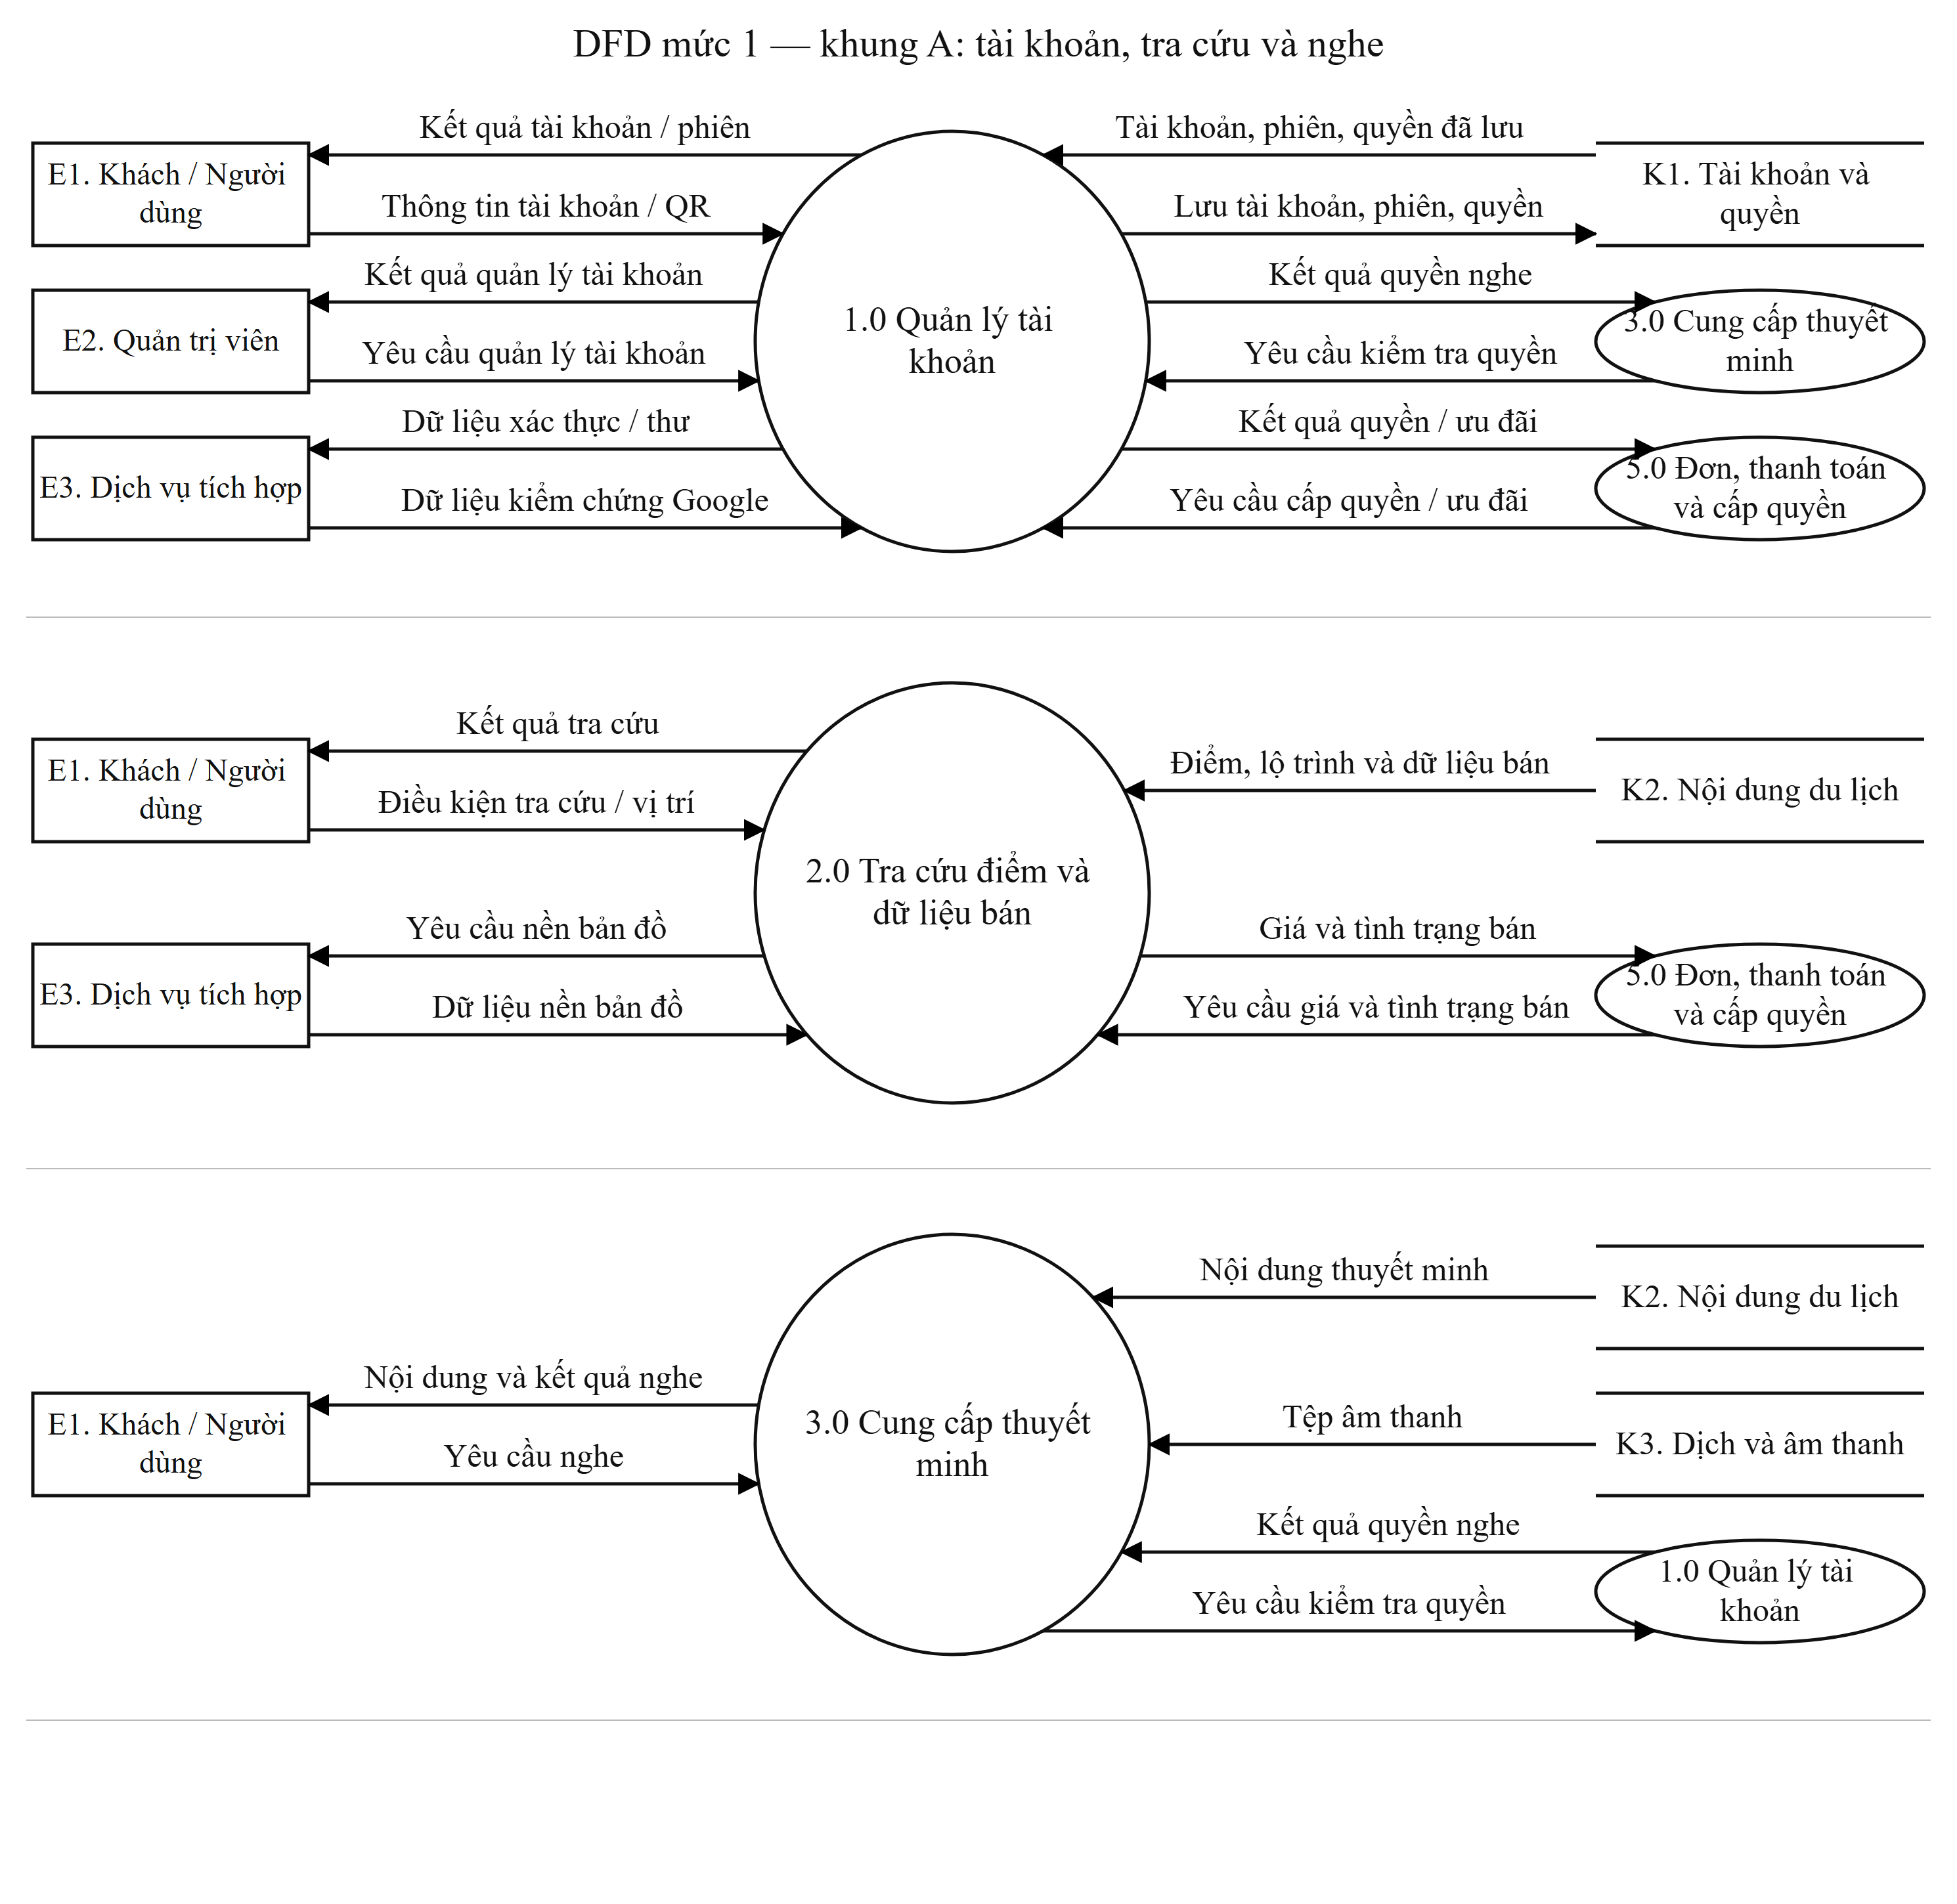 DFD mức 1 — khung A: tài khoản, tra cứu và nghe
Kết quả tài khoản / phiên
Tài khoản, phiên, quyền đã lưu
E1. Khách / Người
dùng
K1. Tài khoản và
quyền
Thông tin tài khoản / QR
Lưu tài khoản, phiên, quyền
Kết quả quản lý tài khoản
Kết quả quyền nghe
E2. Quản trị viên
1.0 Quản lý tài
khoản
3.0 Cung cấp thuyết
minh
Yêu cầu quản lý tài khoản
Yêu cầu kiểm tra quyền
Dữ liệu xác thực / thư
Kết quả quyền / ưu đãi
E3. Dịch vụ tích hợp
5.0 Đơn, thanh toán
và cấp quyền
Dữ liệu kiểm chứng Google
Yêu cầu cấp quyền / ưu đãi
Kết quả tra cứu
E1. Khách / Người
dùng
Điểm, lộ trình và dữ liệu bán
K2. Nội dung du lịch
Điều kiện tra cứu / vị trí
2.0 Tra cứu điểm và
dữ liệu bán
Yêu cầu nền bản đồ
Giá và tình trạng bán
E3. Dịch vụ tích hợp
5.0 Đơn, thanh toán
và cấp quyền
Dữ liệu nền bản đồ
Yêu cầu giá và tình trạng bán
Nội dung thuyết minh
K2. Nội dung du lịch
Nội dung và kết quả nghe
E1. Khách / Người
dùng
Yêu cầu nghe
3.0 Cung cấp thuyết
minh
Tệp âm thanh
K3. Dịch và âm thanh
Kết quả quyền nghe
1.0 Quản lý tài
khoản
Yêu cầu kiểm tra quyền